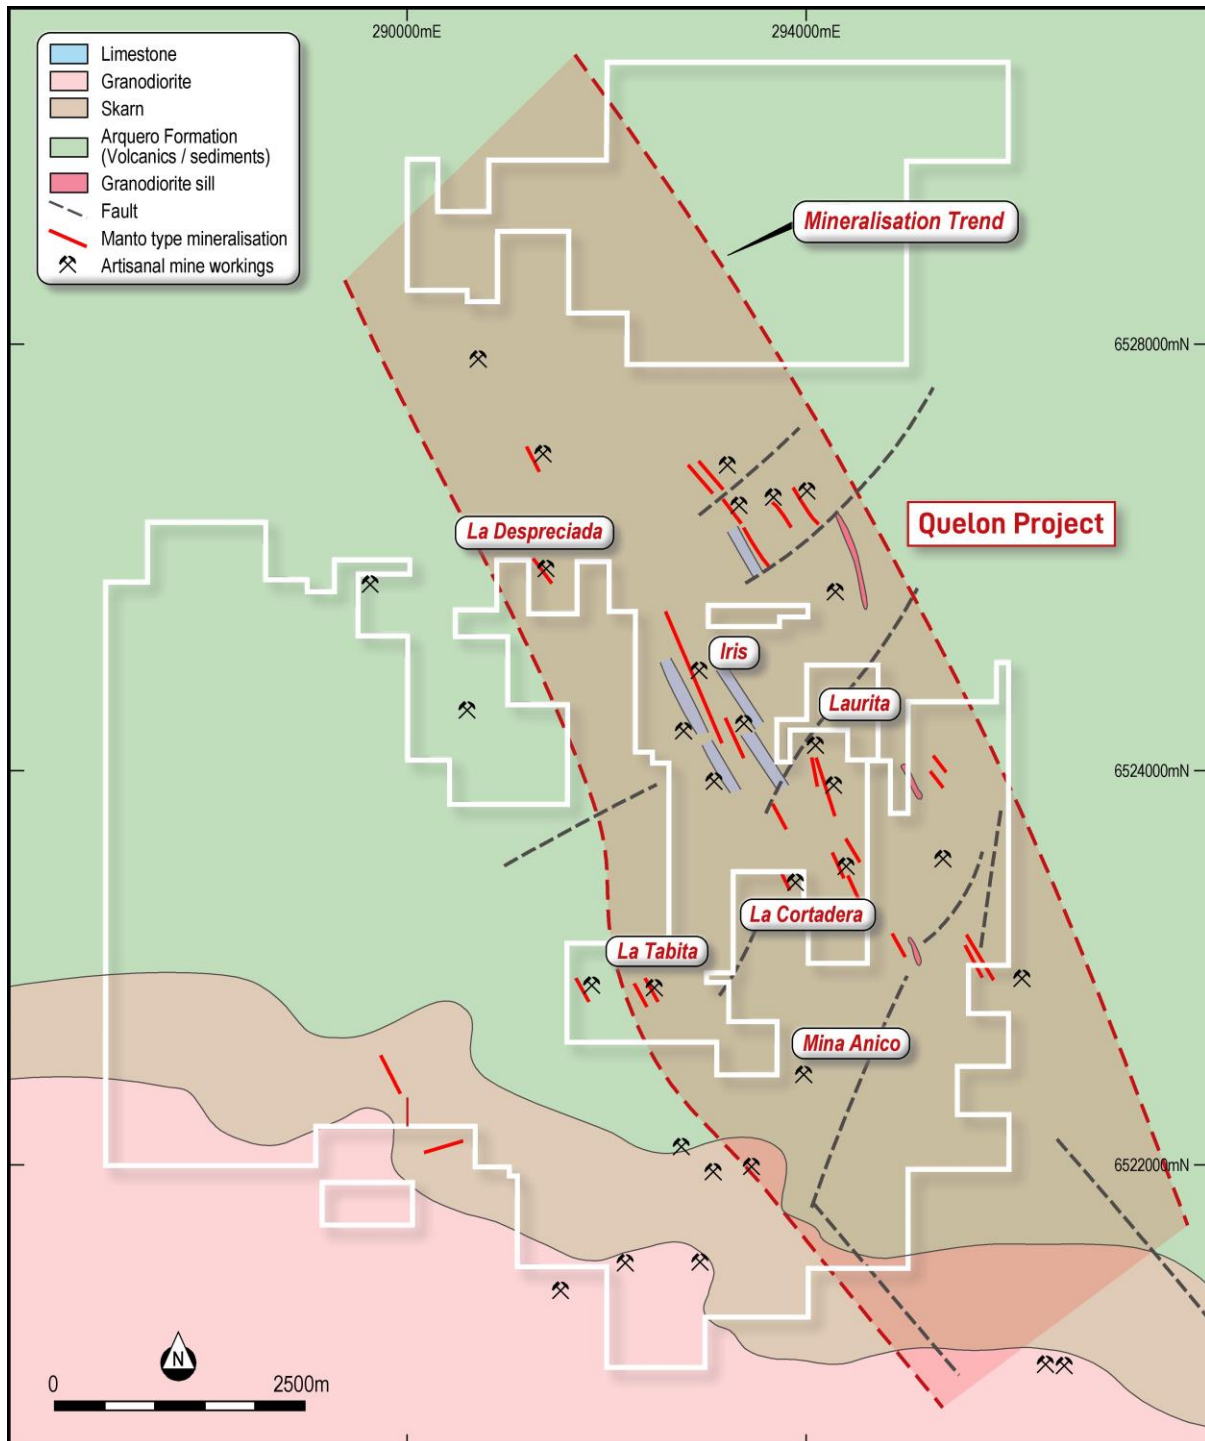 290000mE
294000mE
Limestone
Granodiorite
Skarn
Arquero Formation
(Volcanics / sediments)
Granodiorite sill
Fault
Manto type mineralisation
Artisanal mine workings
Mineralisation Trend
6528000mN
Quelon Project
La Despreciada
Iris
Laurita
6524000mN
La Cortadera
La Tabita
Mina Anico
6522000mN
N
0
2500m